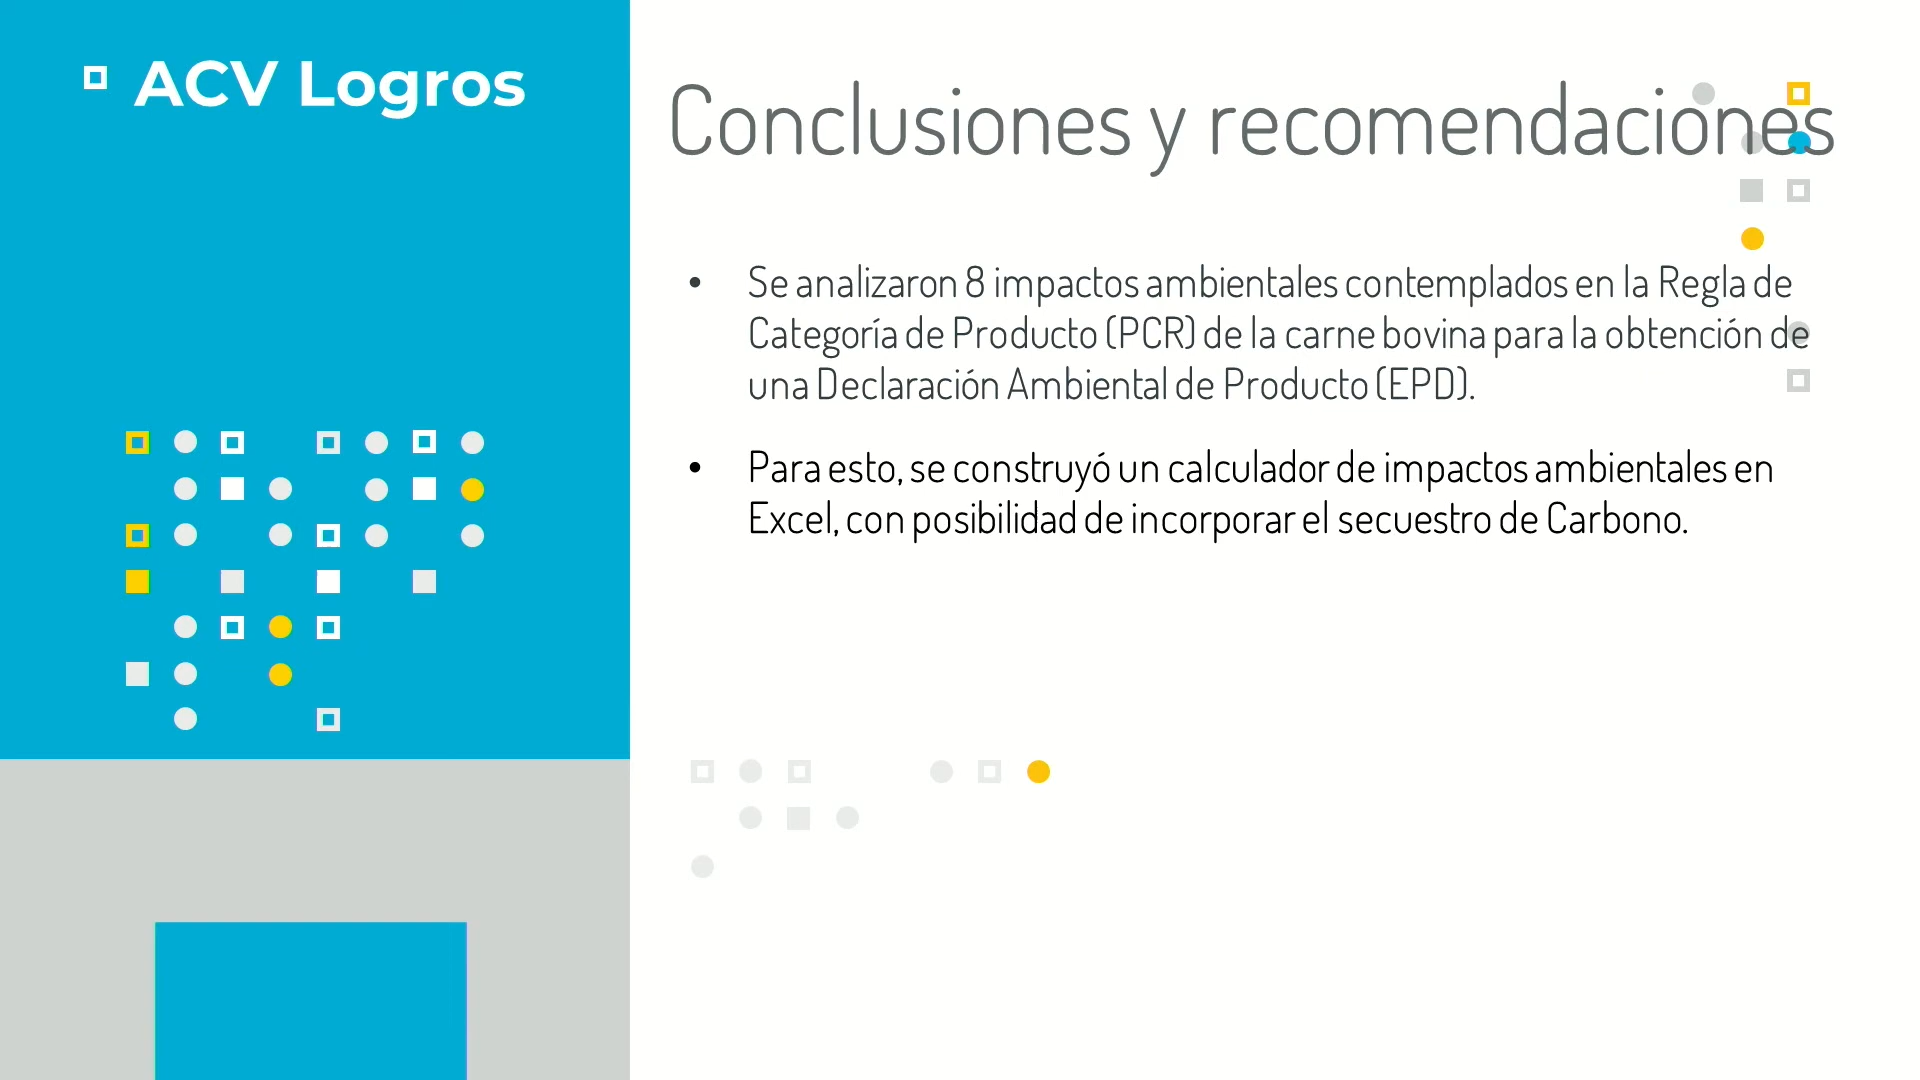 ACV Logros
Conclusiones y recomendaciones
• Se analizaron 8 impactos ambientales contemplados en la Regla de
Categoría de Producto (PCR) de la carne bovina para la obtención de
una Declaración Ambiental de Producto (EPD).
• Para esto, se construyó un calculador de impactos ambientales en
Excel, con posibilidad de incorporar el secuestro de Carbono.